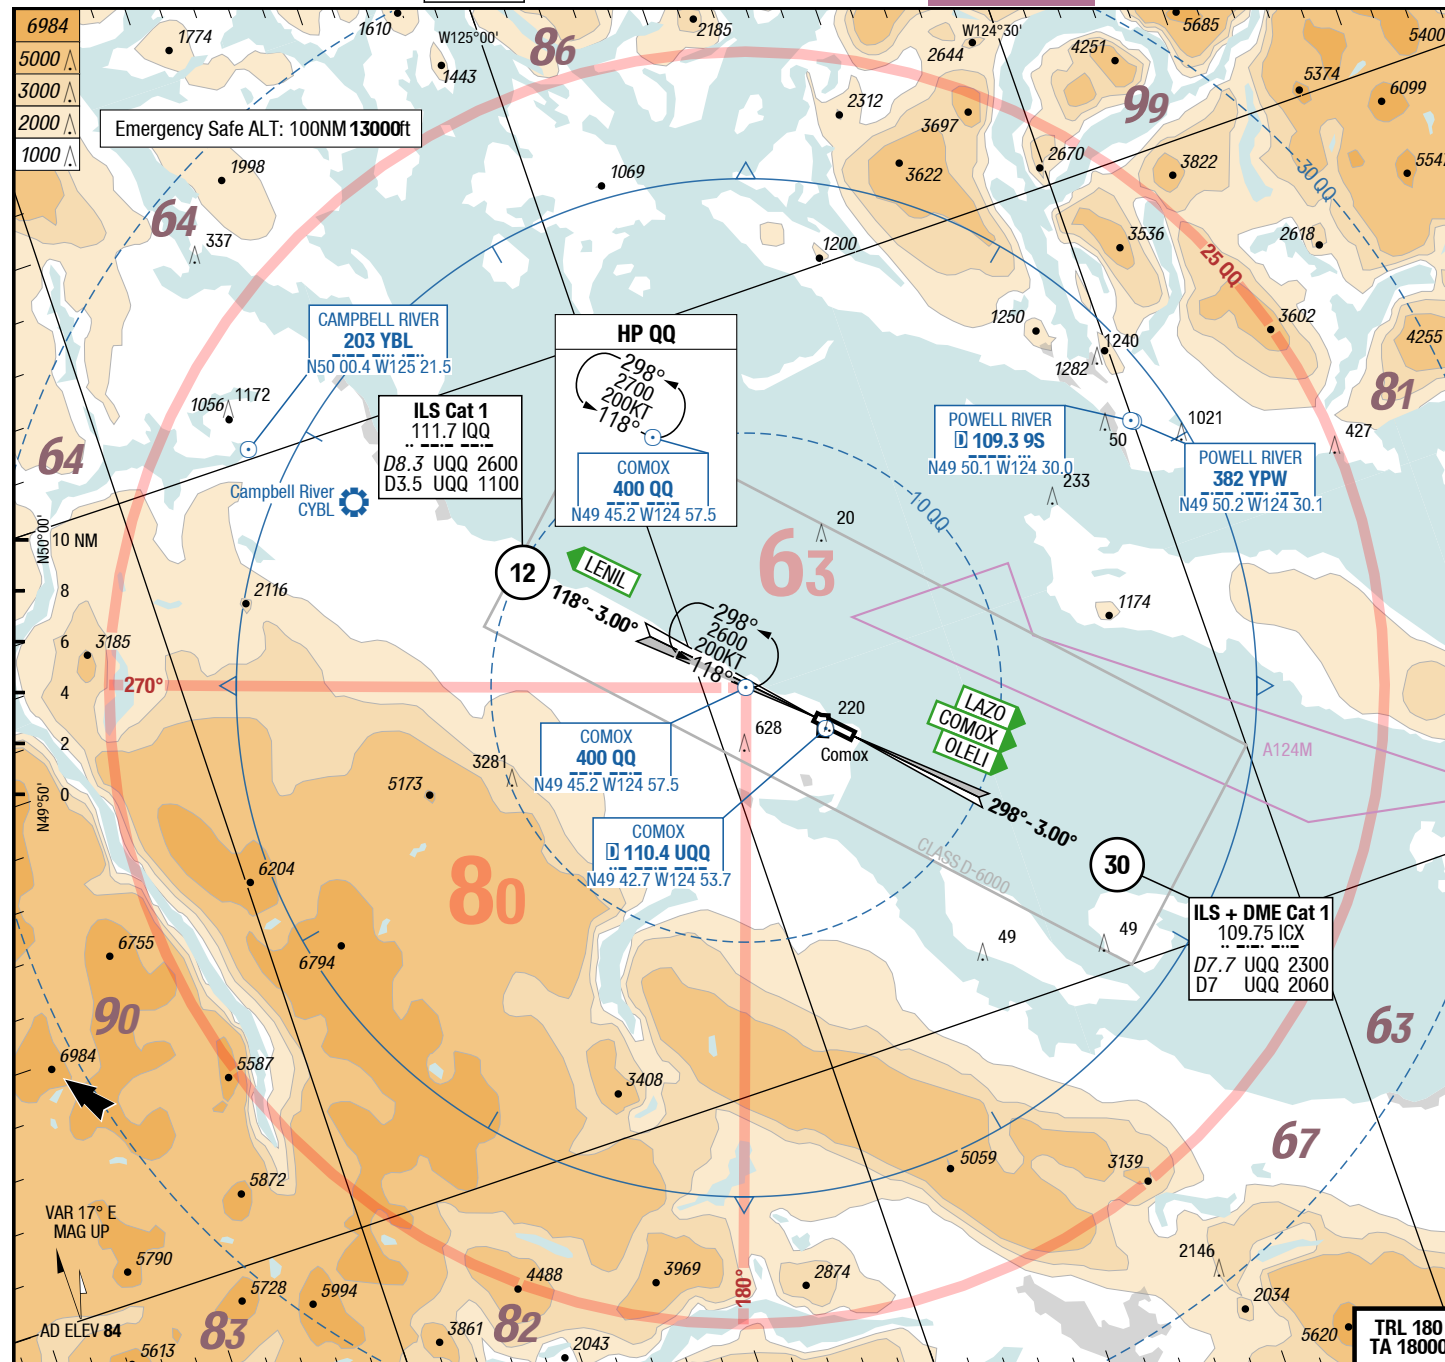 6984
5000
3000
2000
1000
1774
1610
1443
W125°00'
86
2185
2644
W124°30'
4251
5685
5400
5374
6099
99
Emergency Safe ALT: 100NM 13000ft
1998
64
337
1069
2312
3697
3622
2670
3822
554
30 QQ
3536
2618
25 QQ
1200
CAMPBELL RIVER
203 YBL
N50 00.4 W125 21.5
HP QQ
298°
2700
200KT
118°
COMOX
400 QQ
N49 45.2 W124 57.5
1250
1240
1282
3602
4255
81
1056
1172
ILS Cat 1
111.7 IQQ
D8.3 UQQ 2600
D3.5 UQQ 1100
POWELL RIVER
D 109.3 9S
N49 50.1 W124 30.0
50
1021
427
POWELL RIVER
382 YPW
N49 50.2 W124 30.1
233
64
Campbell River
CYBL
10 QQ
20
63
N50°00'
10 NM
8
6
4
2
0
N49°50'
12
LENIL
118°-3.00°
298°
2600
200KT
118°
2116
3185
1174
270°
LAZO
COMOX
OLELI
A124M
220
Comox
628
COMOX
400 QQ
N49 45.2 W124 57.5
3281
5173
298°-3.00°
30
COMOX
D 110.4 UQQ
N49 42.7 W124 53.7
CLASS D-6000
6204
80
ILS + DME Cat 1
109.75 ICX
D7.7 UQQ 2300
D7 UQQ 2060
49
49
6755
6794
90
63
6984
5587
3408
67
5059
3139
5872
VAR 17° E
MAG UP
2146
5790
5728
5994
4488
3969
180°
2874
2034
AD ELEV 84
83
82
3861
2043
5613
5620
TRL 180
TA 18000